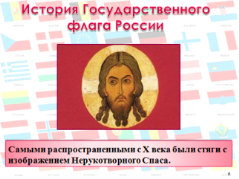 История Государственного
флага России
Самыми распространенными с X века были стяги с
изображением Нерукотворного Спаса.